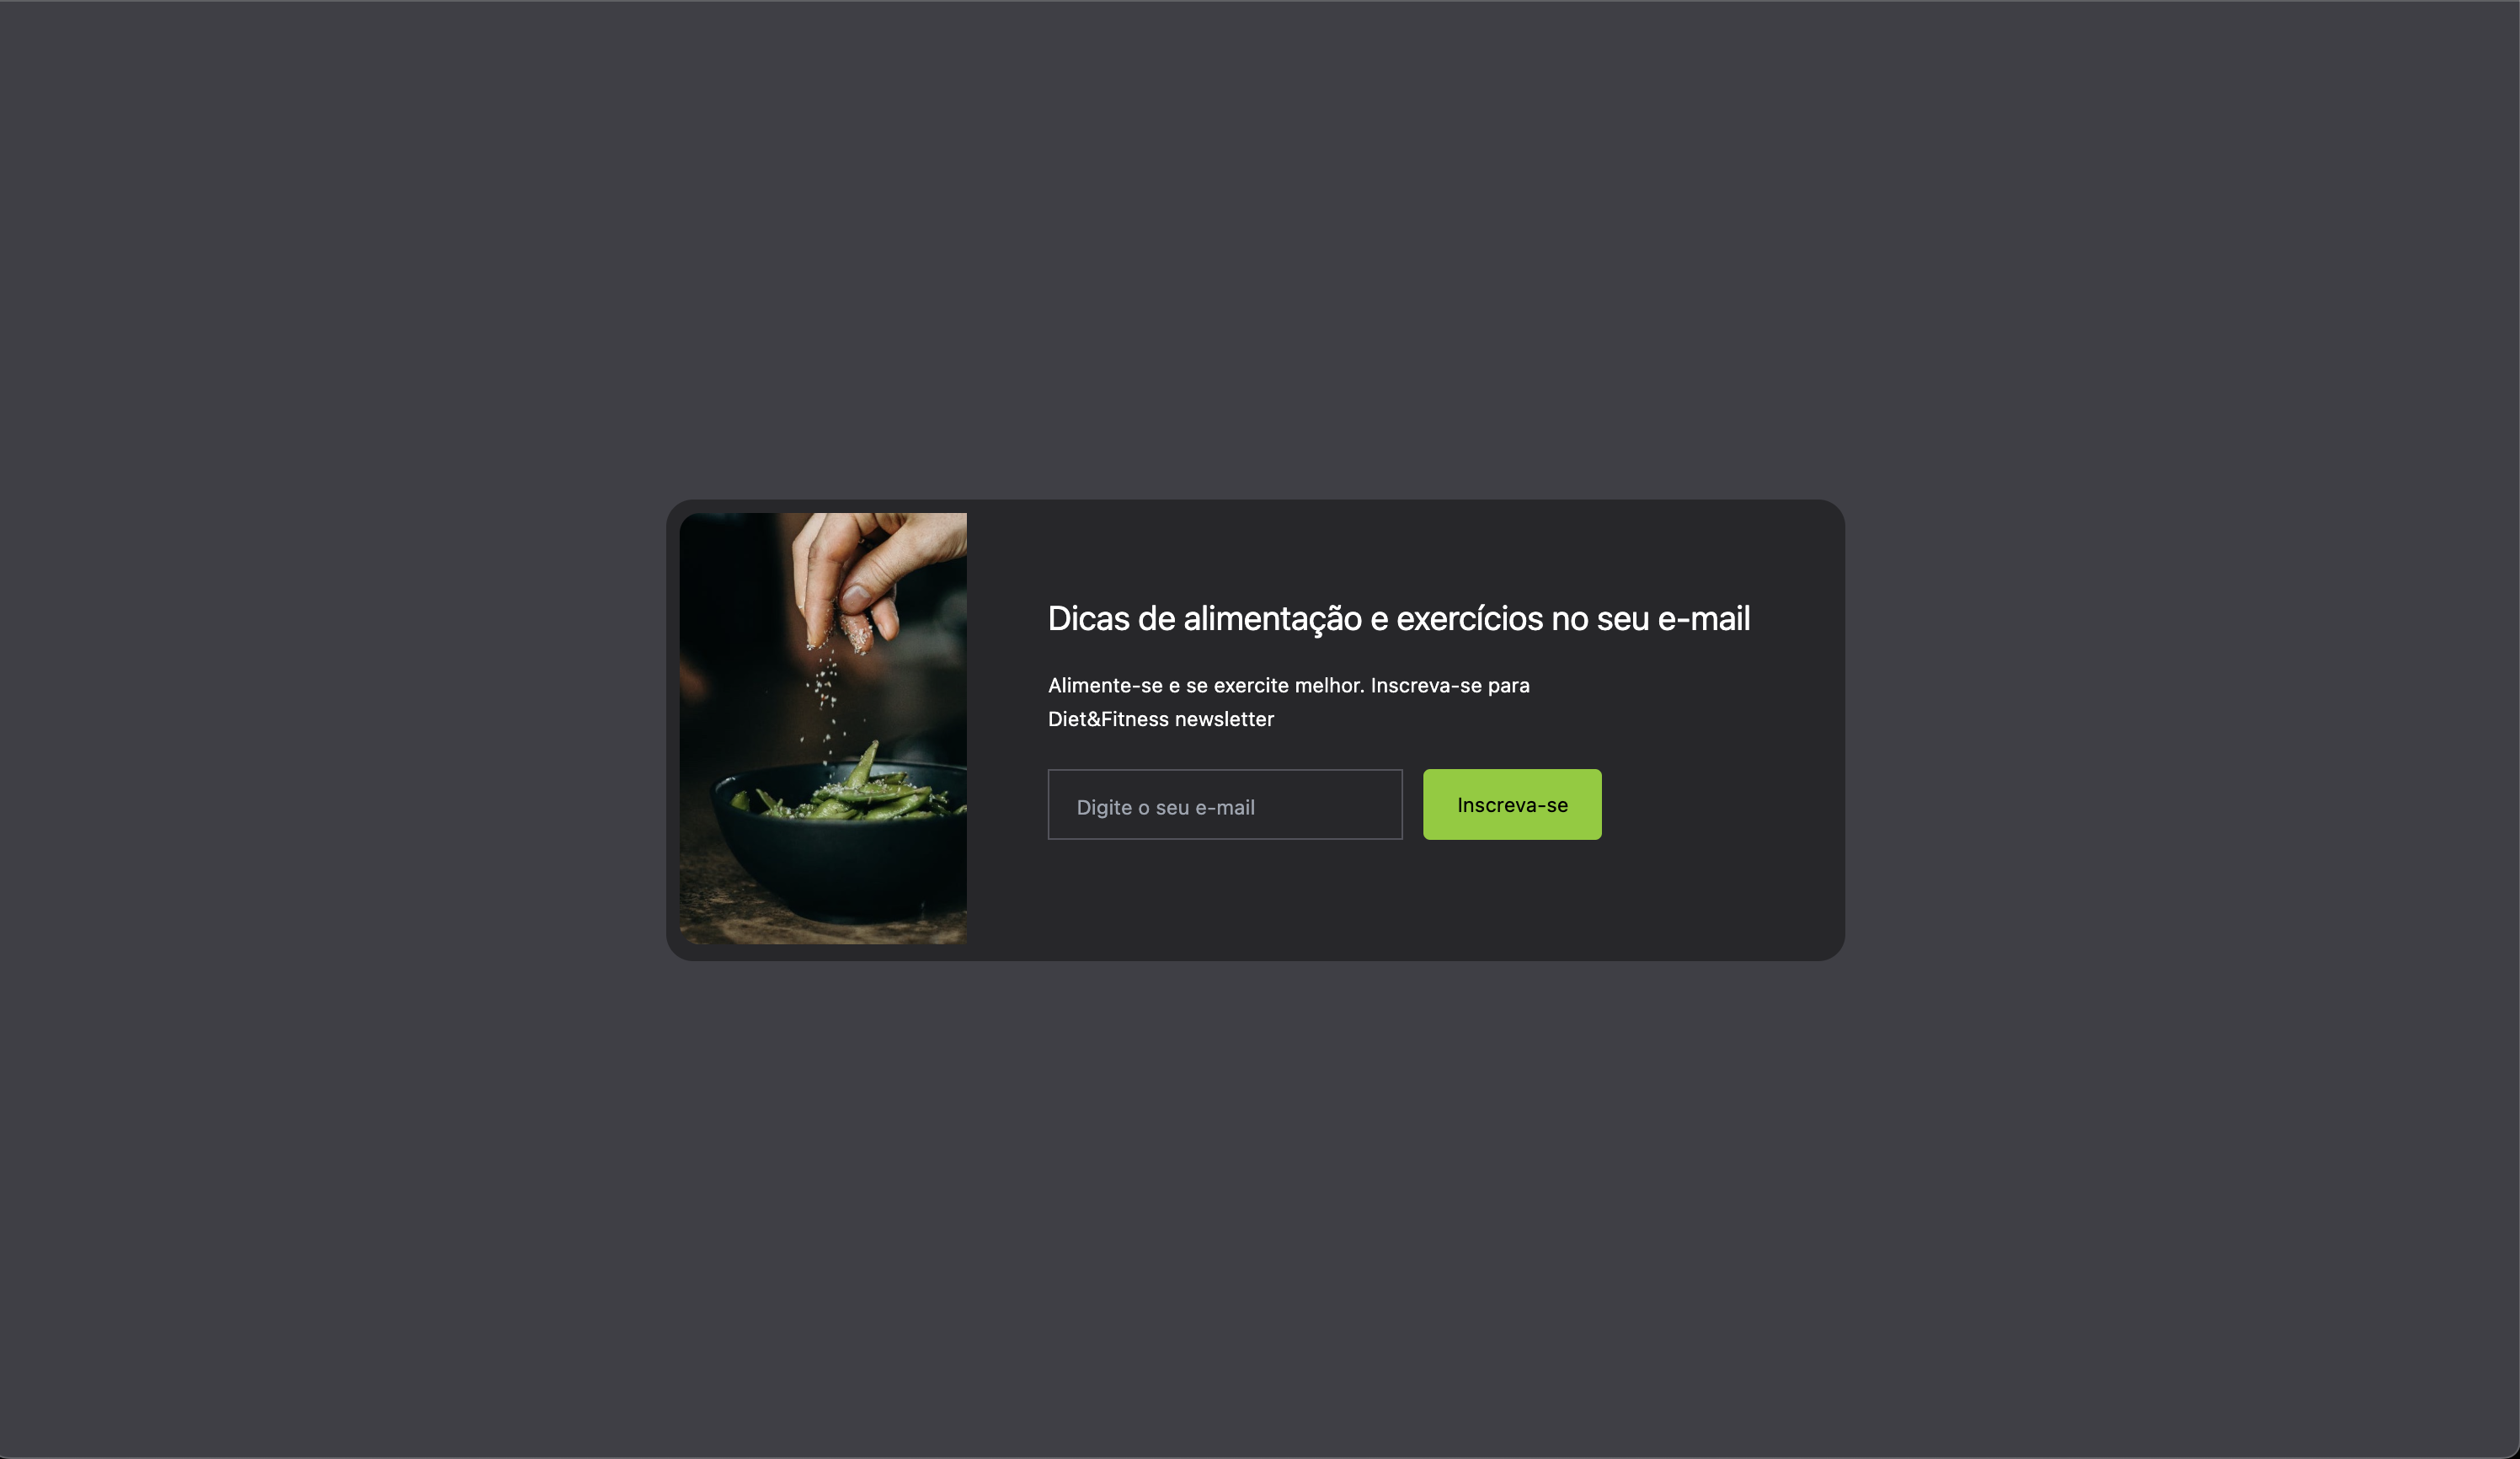 Dicas de alimentação e exercícios no seu e-mail
Alimente-se e se exercite melhor. Inscreva-se para
Diet&Fitness newsletter
Digite o seu e-mail
Inscreva-se